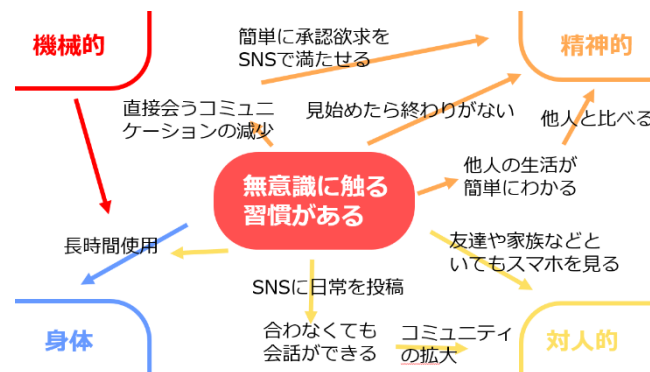 機械的
簡単に承認欲求を
SNSで満たせる
精神的
直接会うコミュニ
ケーションの減少
見始めたら終わりがない
他人と比べる
無意識に触る
習慣がある
他人の生活が
簡単にわかる
長時間使用
友達や家族などと
いてもスマホを見る
SNSに日常を投稿
身体
合わなくても
会話ができる
コミュニティ
の拡大
対人的